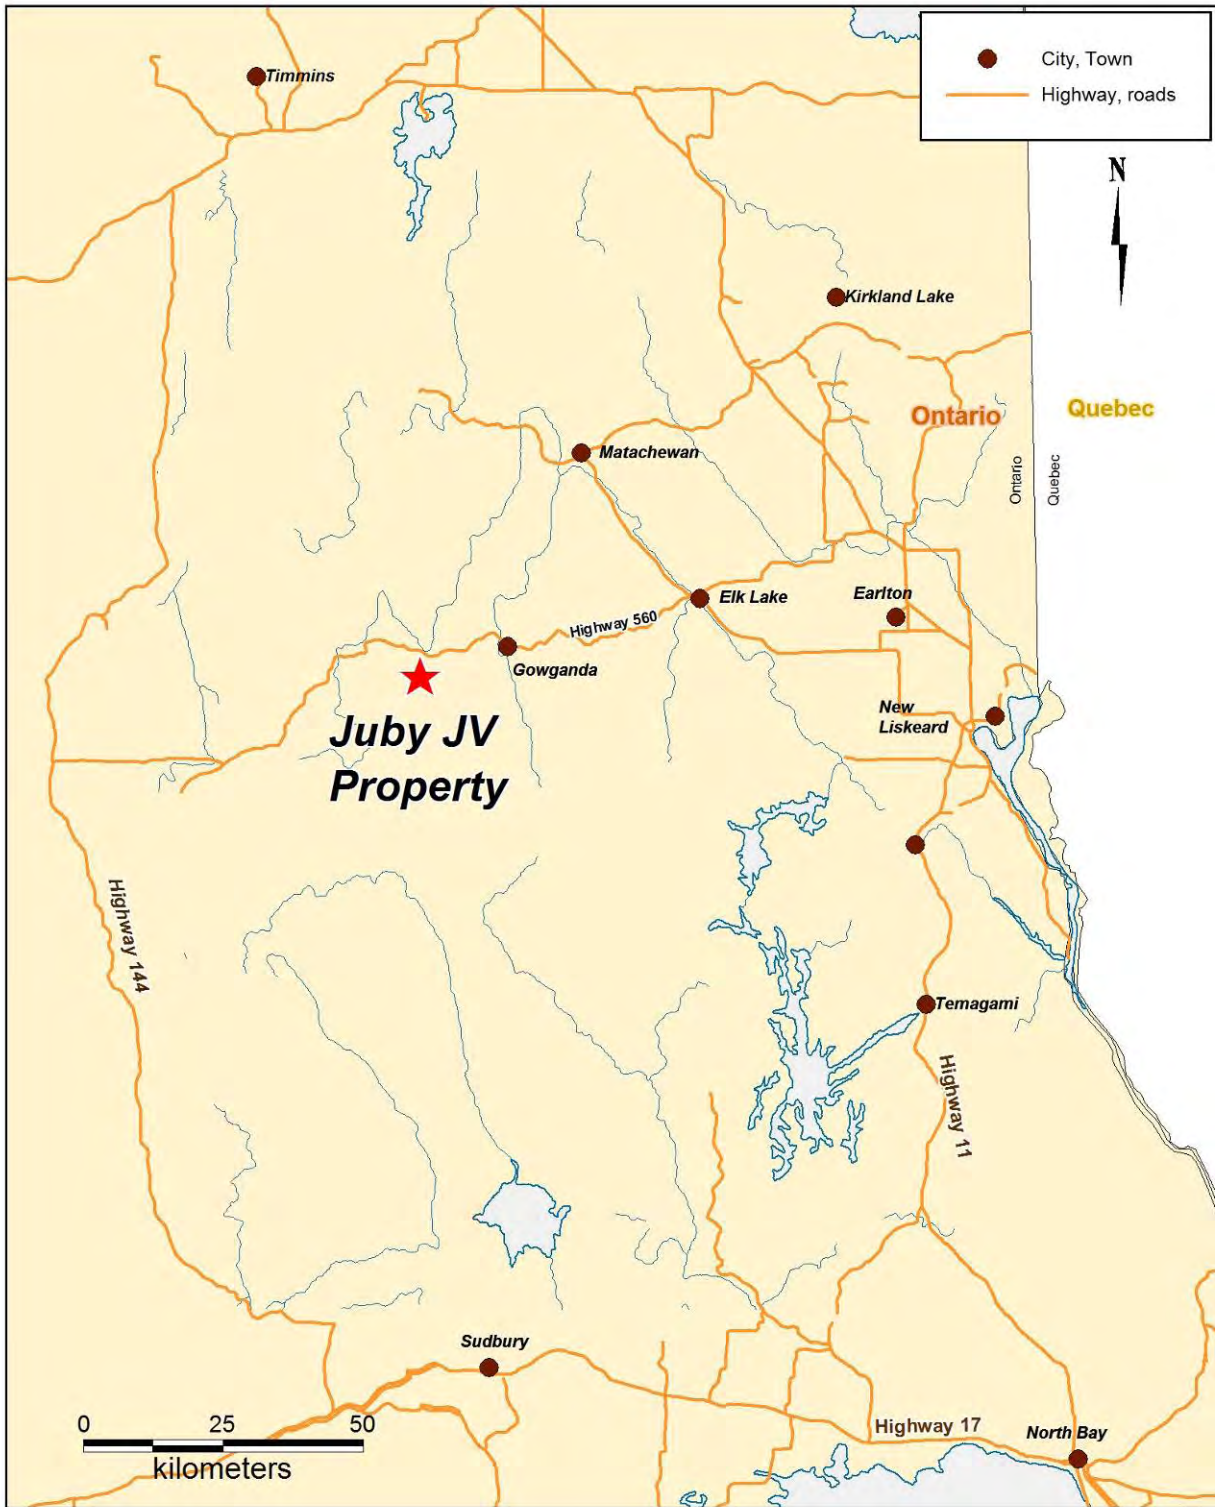 City, Town
Highway, roads
Timmins
N
Kirkland Lake
Ontario
Quebec
Matachewan
Ontario
Quebec
Elk Lake
Earlton
Highway 560
Gowganda
New
Liskeard
Juby JV
Property
Highway 144
Temagami
Highway 11
Sudbury
0 25 50
kilometers
Highway 17
North Bay